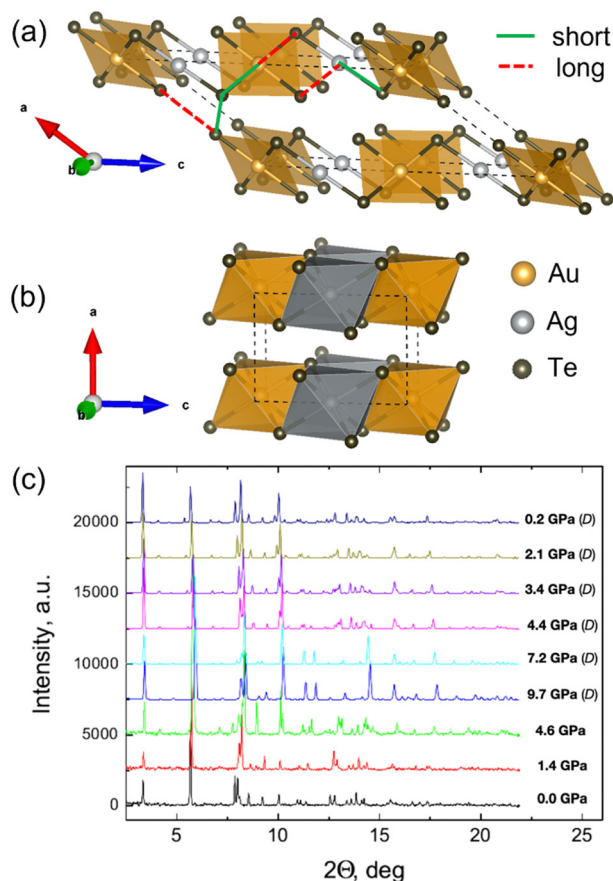 (a)
short
long
a
b
c
(b)
Au
Ag
Te
a
b
c
(c)
Intensity, a.u.
20000
15000
10000
5000
0
0.2 GPa (D)
2.1 GPa (D)
3.4 GPa (D)
4.4 GPa (D)
7.2 GPa (D)
9.7 GPa (D)
4.6 GPa
1.4 GPa
0.0 GPa
5 10 15 20 25
2Θ, deg